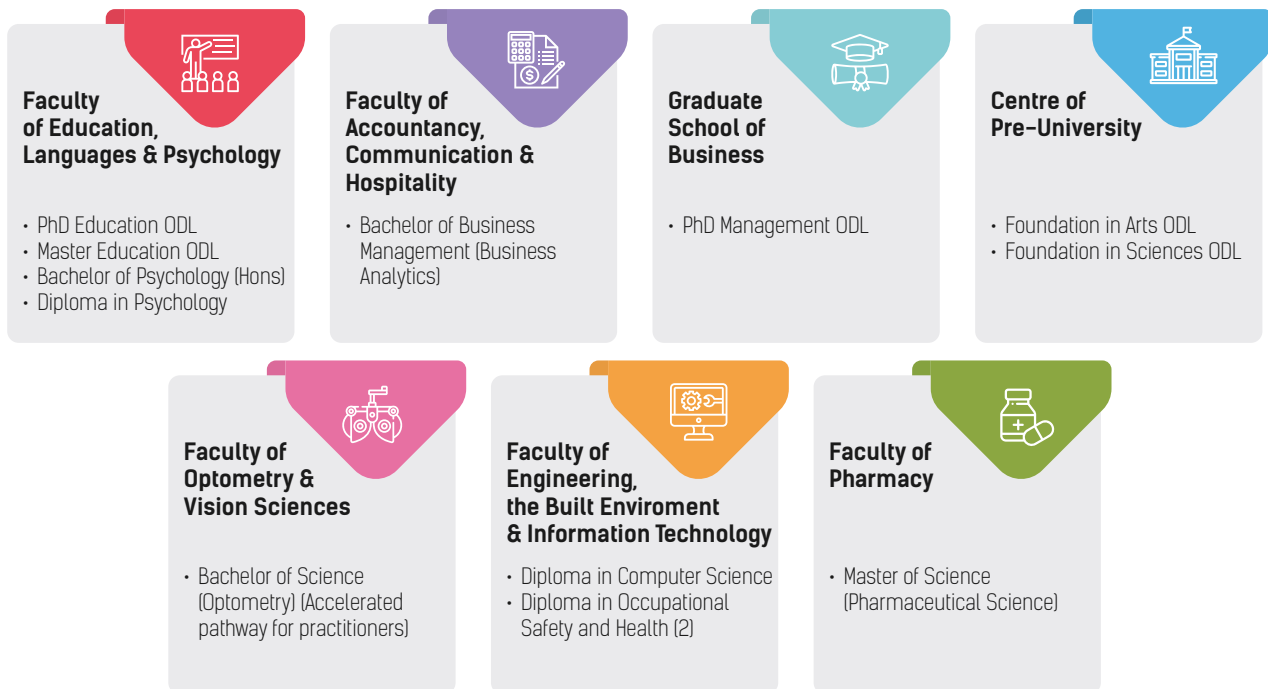 Faculty
of Education,
Languages & Psychology
• PhD Education ODL
• Master Education ODL
• Bachelor of Psychology (Hons)
• Diploma in Psychology
Faculty of
Accountancy,
Communication &
Hospitality
• Bachelor of Business
Management (Business
Analytics)
Graduate
School of
Business
• PhD Management ODL
Centre of
Pre-University
• Foundation in Arts ODL
• Foundation in Sciences ODL
Faculty of
Optometry &
Vision Sciences
• Bachelor of Science
(Optometry) (Accelerated
pathway for practitioners)
Faculty of
Engineering,
the Built Enviroment
& Information Technology
• Diploma in Computer Science
• Diploma in Occupational
Safety and Health (2)
Faculty of
Pharmacy
• Master of Science
(Pharmaceutical Science)